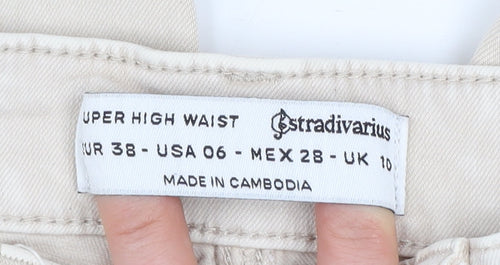 UPER HIGH WAIST stradivarius
UR 38 - USA 06 - MEX 28 - UK 10
MADE IN CAMBODIA